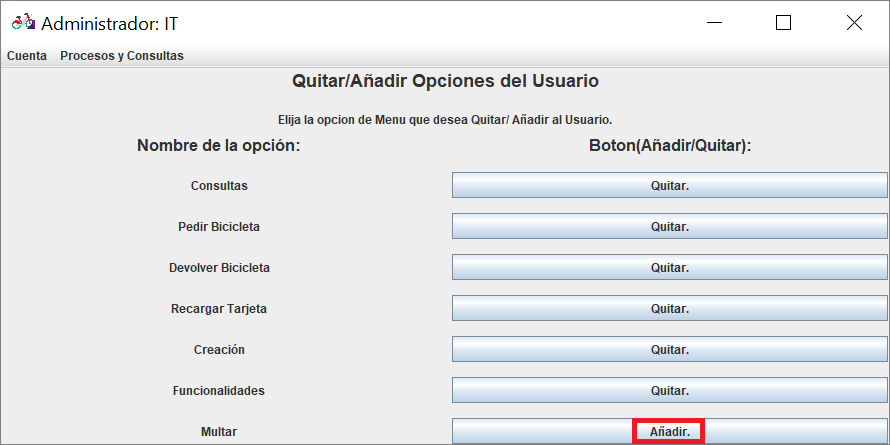 Administrador: IT
Cuenta Procesos y Consultas
Quitar/Añadir Opciones del Usuario
Elija la opcion de Menu que desea Quitar/ Añadir al Usuario.
Nombre de la opción: Boton(Añadir/Quitar):
Consultas Quitar.
Pedir Bicicleta Quitar.
Devolver Bicicleta Quitar.
Recargar Tarjeta Quitar.
Creación Quitar.
Funcionalidades Quitar.
Multar Añadir.